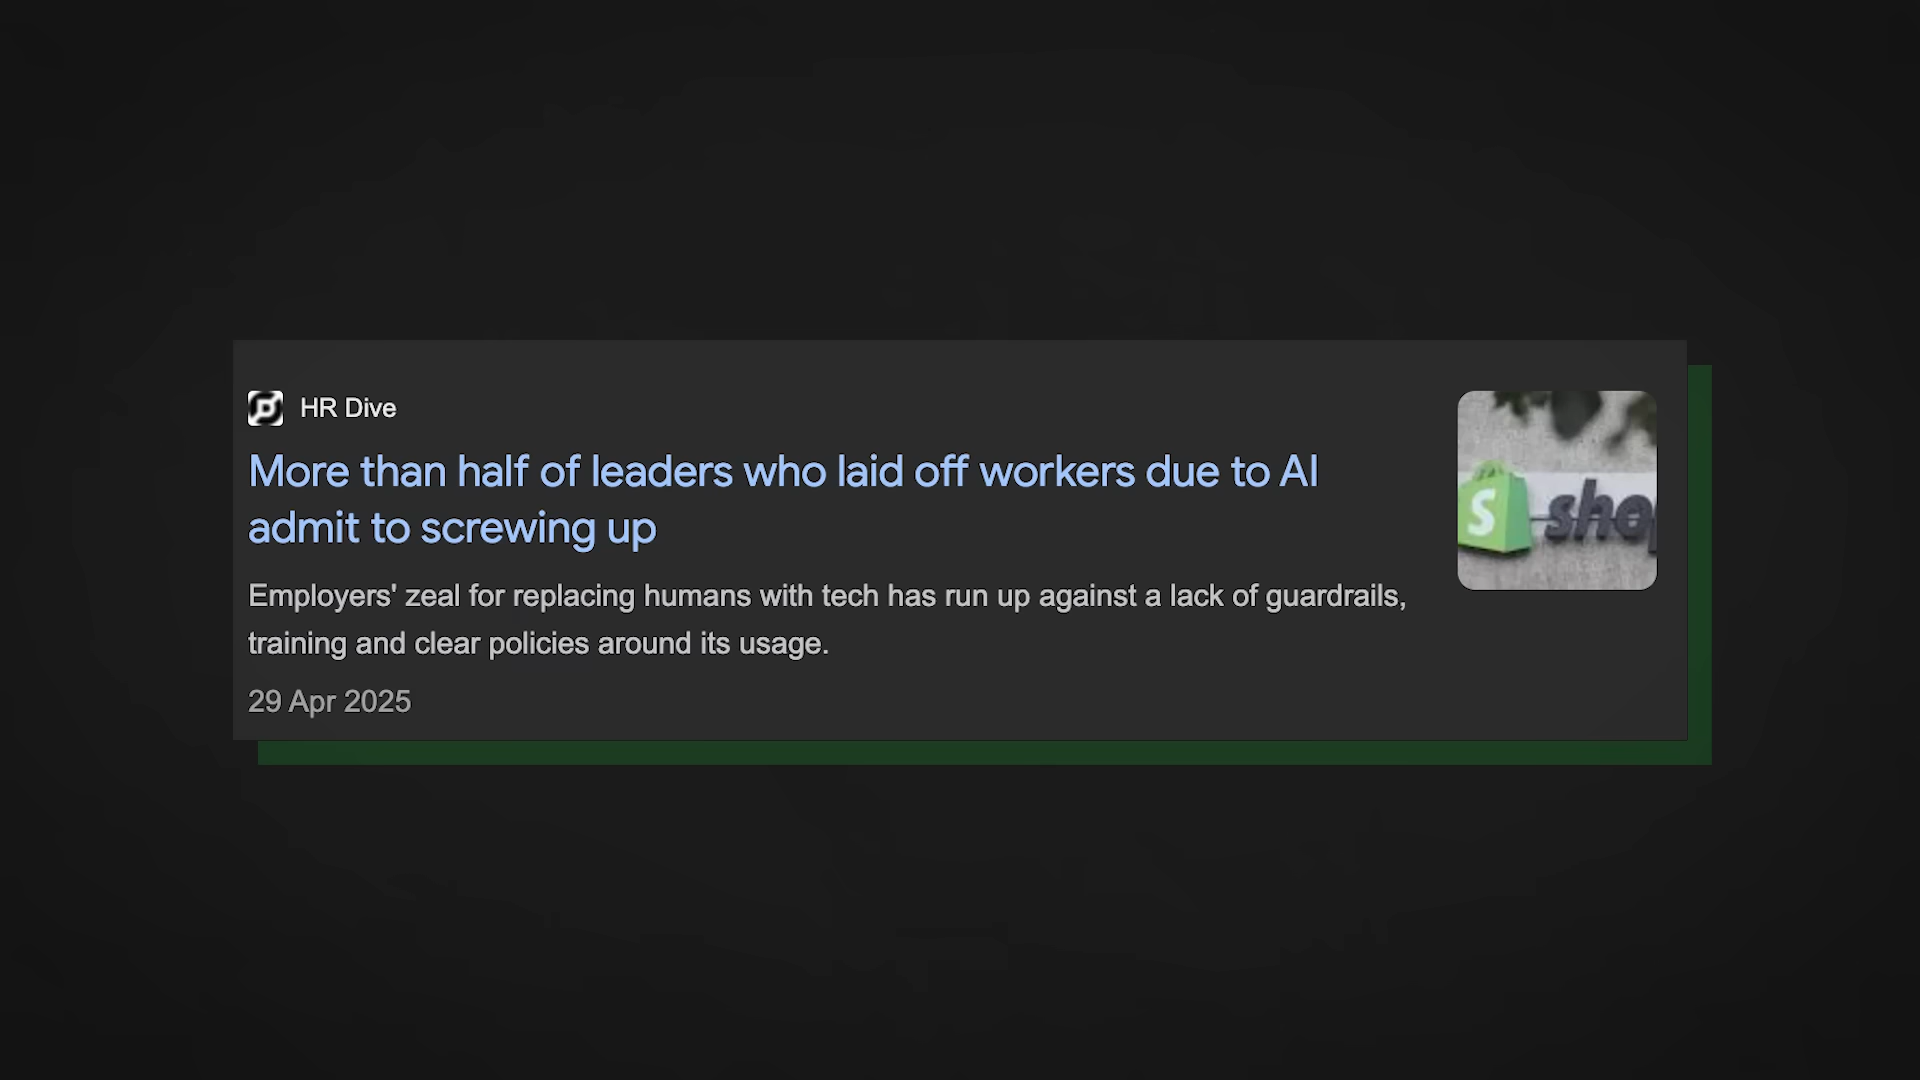 HR Dive
More than half of leaders who laid off workers due to AI
admit to screwing up
Employers' zeal for replacing humans with tech has run up against a lack of guardrails,
training and clear policies around its usage.
29 Apr 2025
S shop